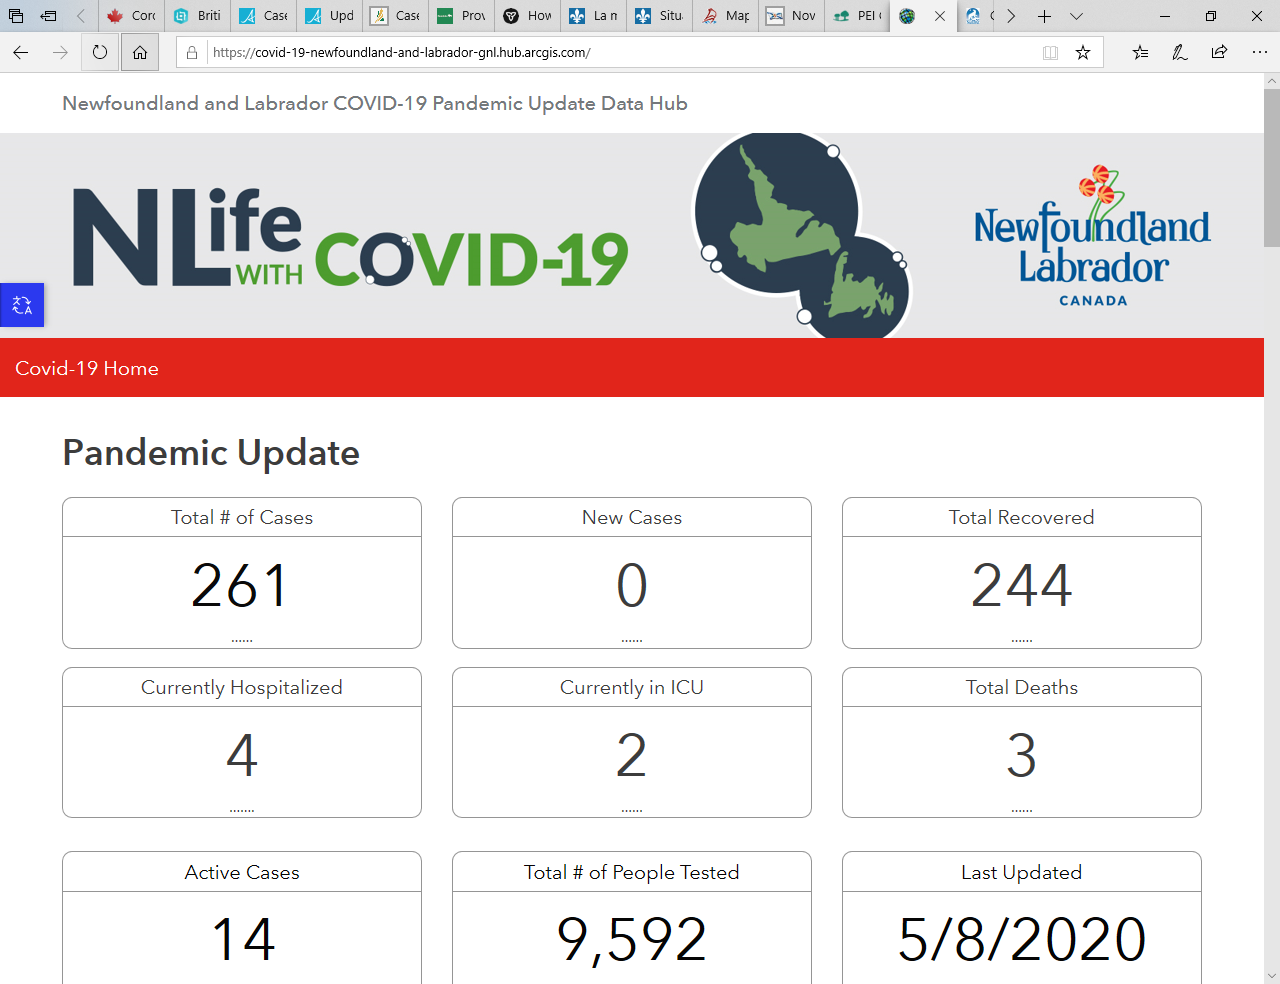 Corc
Briti
Case
Upd
Case
Prov
How
La n
Situ
Map
Nov
PEI
https://covid-19-newfoundland-and-labrador-gnl.hub.arcgis.com/
Newfoundland and Labrador COVID-19 Pandemic Update Data Hub
NLife
WITH COVID-19
Newfoundland
Labrador
CANADA
Covid-19 Home
Pandemic Update
Total # of Cases
261
......
New Cases
0
......
Total Recovered
244
......
Currently Hospitalized
4
.......
Currently in ICU
2
......
Total Deaths
3
......
Active Cases
14
Total # of People Tested
9,592
Last Updated
5/8/2020